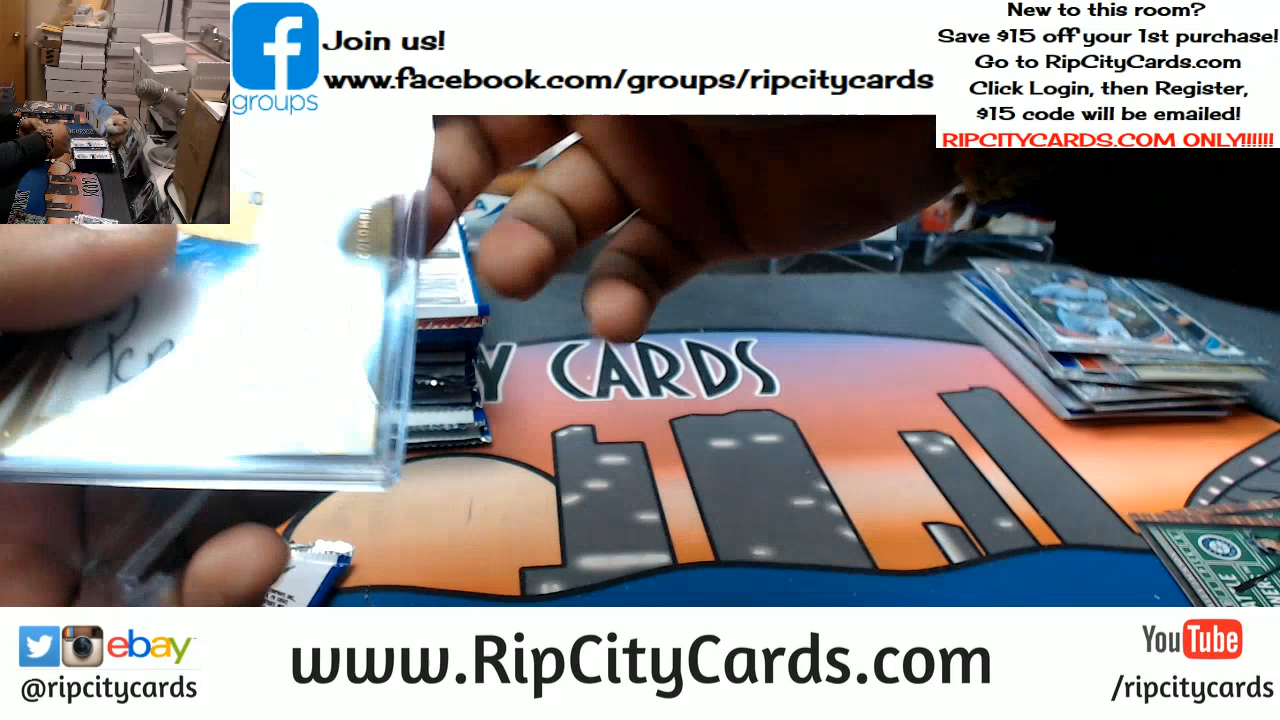 Join us!
www.facebook.com/groups/ripcitycards
groups
New to this room?
Save $15 off your 1st purchase!
Go to RipCityCards.com
Click Login, then Register,
$15 code will be emailed!
RIPCITYCARDS.COM ONLY!!!!!!
Y CARDS
ebay
@ripcitycards
www.RipCityCards.com
YouTube
/ripcitycards